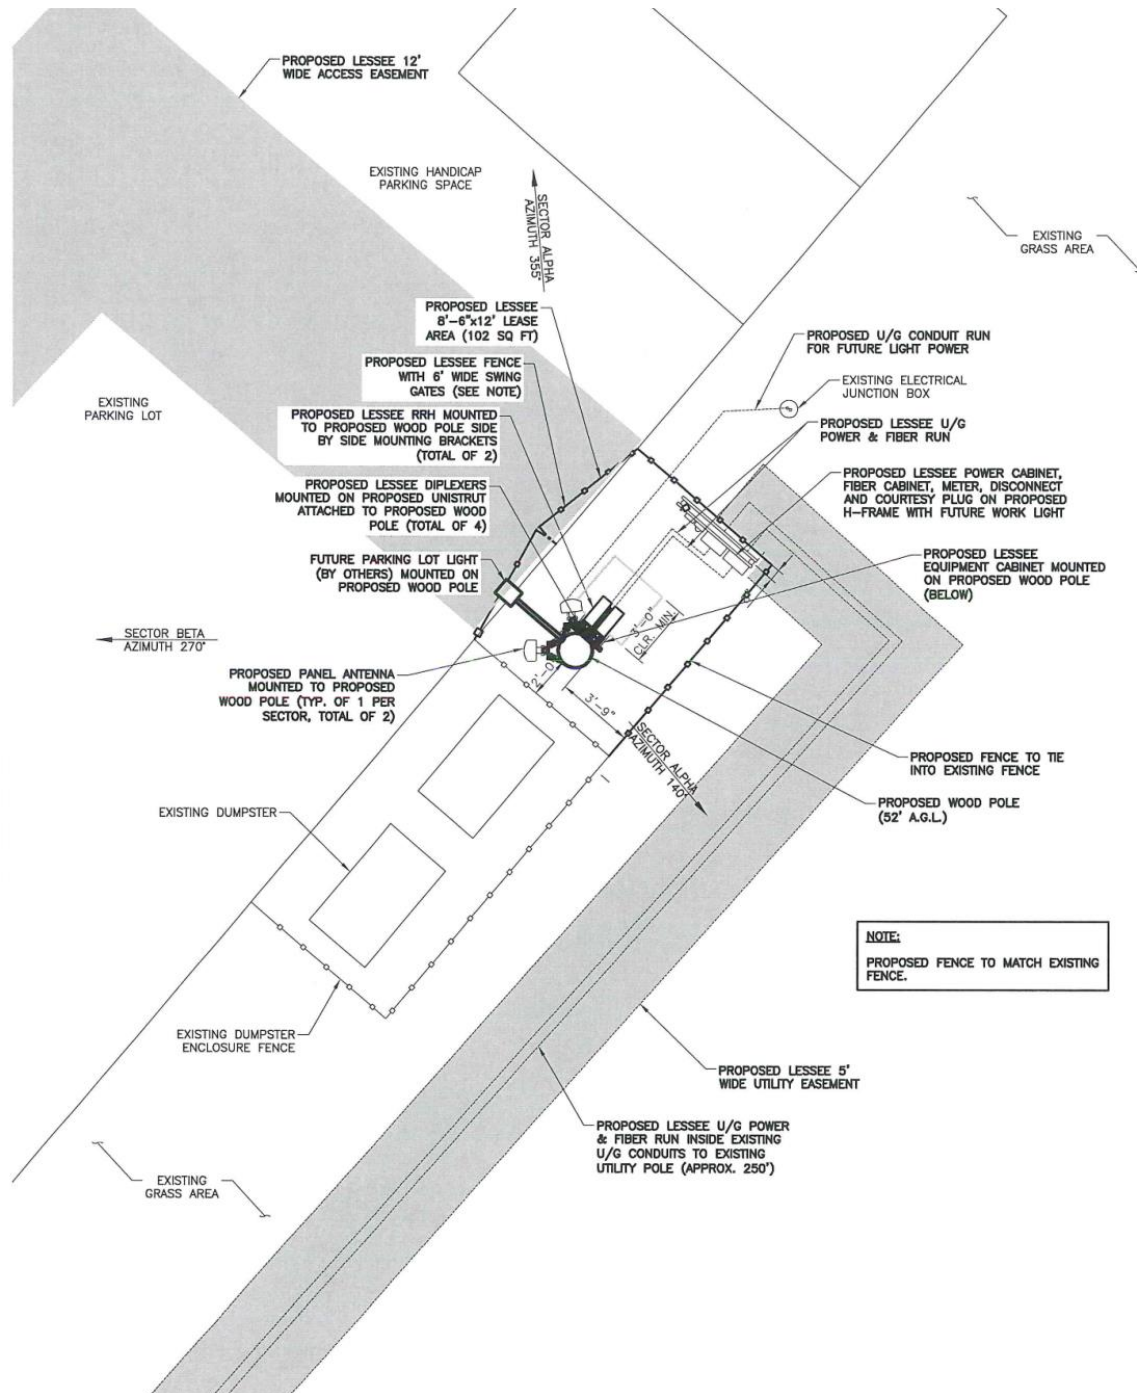 PROPOSED LESSEE 12'
WIDE ACCESS EASEMENT
EXISTING HANDICAP
PARKING SPACE
SECTOR ALPHA
AZIMUTH 355°
EXISTING
GRASS AREA
PROPOSED LESSEE
8'-6"x12' LEASE
AREA (102 SQ FT)
PROPOSED U/G CONDUIT RUN
FOR FUTURE LIGHT POWER
PROPOSED LESSEE FENCE
WITH 6' WIDE SWING
GATES (SEE NOTE)
EXISTING ELECTRICAL
JUNCTION BOX
EXISTING
PARKING LOT
PROPOSED LESSEE RRH MOUNTED
TO PROPOSED WOOD POLE SIDE
BY SIDE MOUNTING BRACKETS
(TOTAL OF 2)
PROPOSED LESSEE U/G
POWER & FIBER RUN
PROPOSED LESSEE DIPLEXERS
MOUNTED ON PROPOSED UNISTRUT
ATTACHED TO PROPOSED WOOD
POLE (TOTAL OF 4)
PROPOSED LESSEE POWER CABINET,
FIBER CABINET, METER, DISCONNECT
AND COURTESY PLUG ON PROPOSED
H-FRAME WITH FUTURE WORK LIGHT
FUTURE PARKING LOT LIGHT
(BY OTHERS) MOUNTED ON
PROPOSED WOOD POLE
PROPOSED LESSEE
EQUIPMENT CABINET MOUNTED
ON PROPOSED WOOD POLE
(BELOW)
3'-0"
CLR. MIN.
SECTOR BETA
AZIMUTH 270°
PROPOSED PANEL ANTENNA
MOUNTED TO PROPOSED
WOOD POLE (TYP. OF 1 PER
SECTOR, TOTAL OF 2)
3'-9"
SECTOR ALPHA
AZIMUTH 140°
PROPOSED FENCE TO TIE
INTO EXISTING FENCE
PROPOSED WOOD POLE
(52' A.G.L.)
EXISTING DUMPSTER
NOTE:
PROPOSED FENCE TO MATCH EXISTING
FENCE.
EXISTING DUMPSTER
ENCLOSURE FENCE
PROPOSED LESSEE 5'
WIDE UTILITY EASEMENT
PROPOSED LESSEE U/G POWER
& FIBER RUN INSIDE EXISTING
U/G CONDUITS TO EXISTING
UTILITY POLE (APPROX. 250')
EXISTING
GRASS AREA